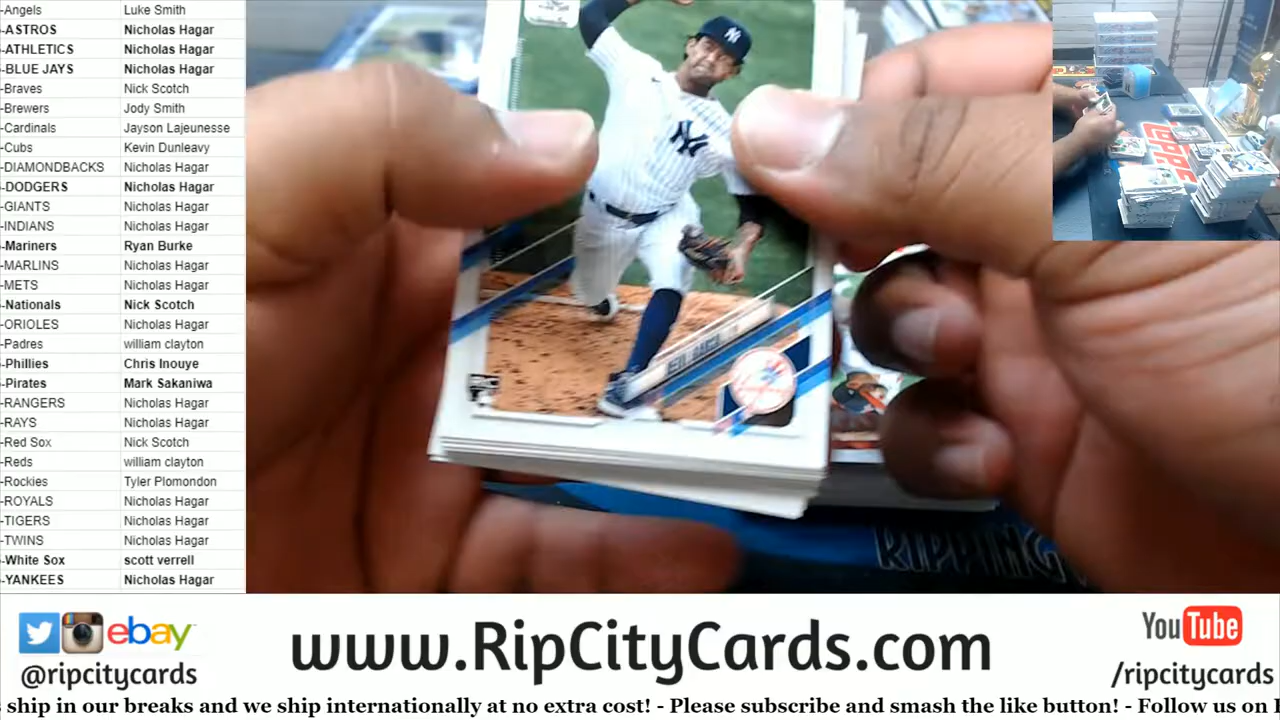 -Angels Luke Smith
-ASTROS Nicholas Hagar
-ATHLETICS Nicholas Hagar
-BLUE JAYS Nicholas Hagar
-Braves Nick Scotch
-Brewers Jody Smith
-Cardinals Jayson Lajeunesse
-Cubs Kevin Dunleavy
-DIAMONDBACKS Nicholas Hagar
-DODGERS Nicholas Hagar
-GIANTS Nicholas Hagar
-INDIANS Nicholas Hagar
-Mariners Ryan Burke
-MARLINS Nicholas Hagar
-METS Nicholas Hagar
-Nationals Nick Scotch
-ORIOLES Nicholas Hagar
-Padres william clayton
-Phillies Chris Inouye
-Pirates Mark Sakaniwa
-RANGERS Nicholas Hagar
-RAYS Nicholas Hagar
-Red Sox Nick Scotch
-Reds william clayton
-Rockies Tyler Plomondon
-ROYALS Nicholas Hagar
-TIGERS Nicholas Hagar
-TWINS Nicholas Hagar
-White Sox scott verrell
-YANKEES Nicholas Hagar
NY
RIPPING
TOPPS
ebay
@ripcitycards
www.RipCityCards.com
YouTube
/ripcitycards
ship in our breaks and we ship internationally at no extra cost! - Please subscribe and smash the like button! - Follow us on